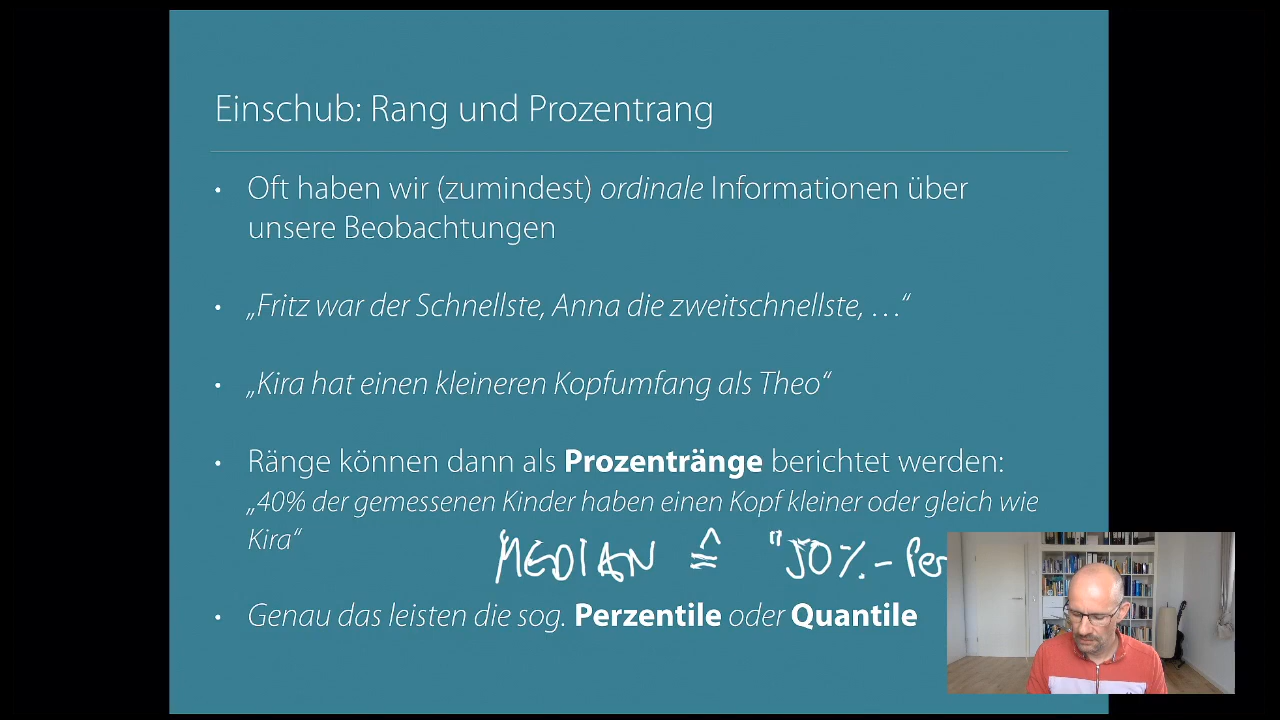 Einschub: Rang und Prozentrang
• Oft haben wir (zumindest) ordinale Informationen über
unsere Beobachtungen
• „Fritz war der Schnellste, Anna die zweitschnellste, …“
• „Kira hat einen kleineren Kopfumfang als Theo“
• Ränge können dann als Prozentränge berichtet werden:
„40% der gemessenen Kinder haben einen Kopf kleiner oder gleich wie
Kira“
MEDIAN ≙ "50%-Per
• Genau das leisten die sog. Perzentile oder Quantile